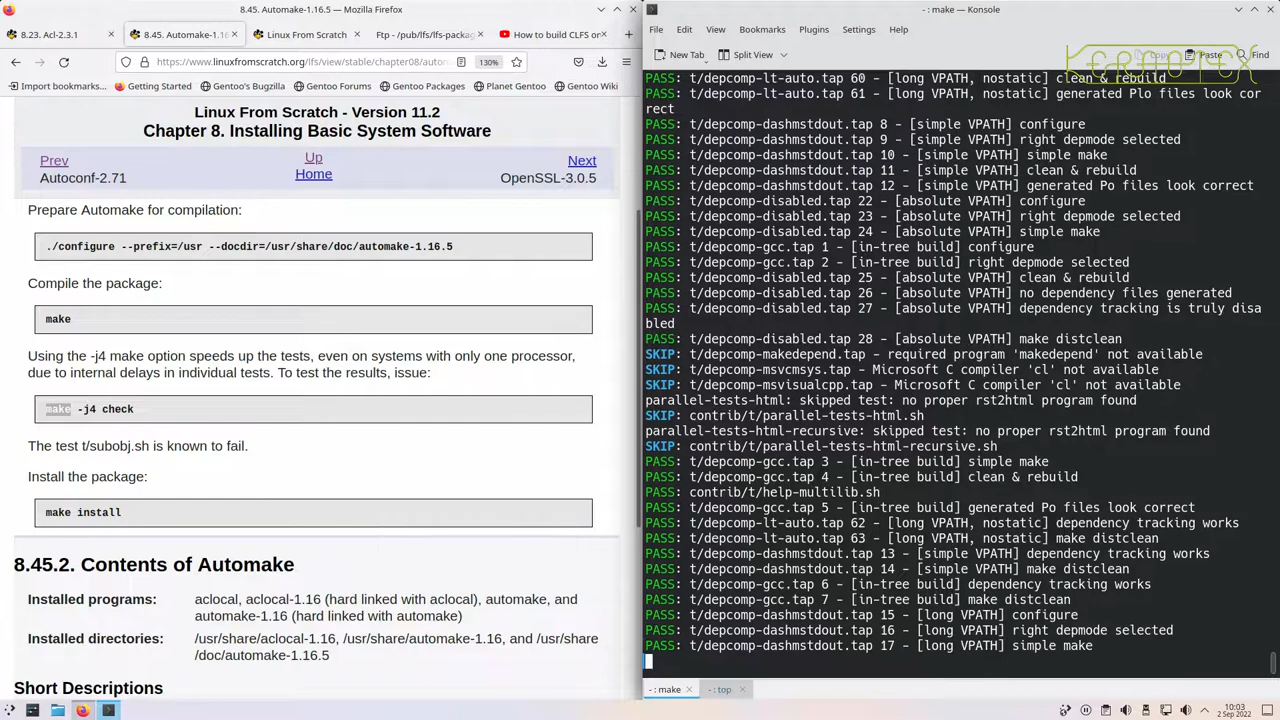 8.45. Automake-1.16.5 — Mozilla Firefox
8.23. Acl-2.3.1
8.45. Automake-1.16
Linux From Scratch
Ftp - /pub/lfs/lfs-packag
How to build CLFS on
https://www.linuxfromscratch.org/lfs/view/stable/chapter08/auton
Import bookmarks...
Getting Started
Gentoo's Bugzilla
Gentoo Forums
Gentoo Packages
Planet Gentoo
Gentoo Wiki
Linux From Scratch - Version 11.2
Chapter 8. Installing Basic System Software
Prev
Up
Next
Autoconf-2.71
Home
OpenSSL-3.0.5
Prepare Automake for compilation:
./configure --prefix=/usr --docdir=/usr/share/doc/automake-1.16.5
Compile the package:
make
Using the -j4 make option speeds up the tests, even on systems with only one processor,
due to internal delays in individual tests. To test the results, issue:
make -j4 check
The test t/subobj.sh is known to fail.
Install the package:
make install
8.45.2. Contents of Automake
Installed programs: aclocal, aclocal-1.16 (hard linked with aclocal), automake, and
automake-1.16 (hard linked with automake)
Installed directories: /usr/share/aclocal-1.16, /usr/share/automake-1.16, and /usr/share
/doc/automake-1.16.5
Short Descriptions
- : make — Konsole
File Edit View Bookmarks Plugins Settings Help
New Tab Split View Copy Paste Find
KERNOTEX
PASS: t/depcomp-lt-auto.tap 60 - [long VPATH, nostatic] clean & rebuild
PASS: t/depcomp-lt-auto.tap 61 - [long VPATH, nostatic] generated Plo files look cor
rect
PASS: t/depcomp-dashmstdout.tap 8 - [simple VPATH] configure
PASS: t/depcomp-dashmstdout.tap 9 - [simple VPATH] right depmode selected
PASS: t/depcomp-dashmstdout.tap 10 - [simple VPATH] simple make
PASS: t/depcomp-dashmstdout.tap 11 - [simple VPATH] clean & rebuild
PASS: t/depcomp-dashmstdout.tap 12 - [simple VPATH] generated Po files look correct
PASS: t/depcomp-disabled.tap 22 - [absolute VPATH] configure
PASS: t/depcomp-disabled.tap 23 - [absolute VPATH] right depmode selected
PASS: t/depcomp-disabled.tap 24 - [absolute VPATH] simple make
PASS: t/depcomp-gcc.tap 1 - [in-tree build] configure
PASS: t/depcomp-gcc.tap 2 - [in-tree build] right depmode selected
PASS: t/depcomp-disabled.tap 25 - [absolute VPATH] clean & rebuild
PASS: t/depcomp-disabled.tap 26 - [absolute VPATH] no dependency files generated
PASS: t/depcomp-disabled.tap 27 - [absolute VPATH] dependency tracking is truly disa
bled
PASS: t/depcomp-disabled.tap 28 - [absolute VPATH] make distclean
SKIP: t/depcomp-makedepend.tap - required program 'makedepend' not available
SKIP: t/depcomp-msvcmsys.tap - Microsoft C compiler 'cl' not available
SKIP: t/depcomp-msvisualcpp.tap - Microsoft C compiler 'cl' not available
parallel-tests-html: skipped test: no proper rst2html program found
SKIP: contrib/t/parallel-tests-html.sh
parallel-tests-html-recursive: skipped test: no proper rst2html program found
SKIP: contrib/t/parallel-tests-html-recursive.sh
PASS: t/depcomp-gcc.tap 3 - [in-tree build] simple make
PASS: t/depcomp-gcc.tap 4 - [in-tree build] clean & rebuild
PASS: contrib/t/help-multilib.sh
PASS: t/depcomp-gcc.tap 5 - [in-tree build] generated Po files look correct
PASS: t/depcomp-lt-auto.tap 62 - [long VPATH, nostatic] dependency tracking works
PASS: t/depcomp-lt-auto.tap 63 - [long VPATH, nostatic] make distclean
PASS: t/depcomp-dashmstdout.tap 13 - [simple VPATH] dependency tracking works
PASS: t/depcomp-dashmstdout.tap 14 - [simple VPATH] make distclean
PASS: t/depcomp-gcc.tap 6 - [in-tree build] dependency tracking works
PASS: t/depcomp-gcc.tap 7 - [in-tree build] make distclean
PASS: t/depcomp-dashmstdout.tap 15 - [long VPATH] configure
PASS: t/depcomp-dashmstdout.tap 16 - [long VPATH] right depmode selected
PASS: t/depcomp-dashmstdout.tap 17 - [long VPATH] simple make
- : make
- : top
10:03
2 Sep 2022